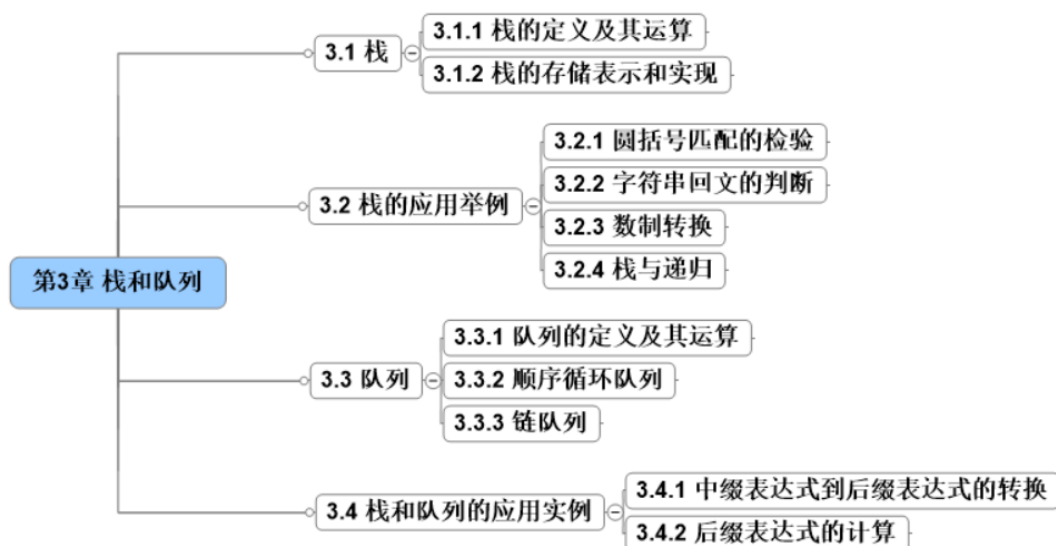 3.1.1 栈的定义及其运算
3.1 栈
3.1.2 栈的存储表示和实现
3.2.1 圆括号匹配的检验
3.2.2 字符串回文的判断
3.2 栈的应用举例
3.2.3 数制转换
3.2.4 栈与递归
第3章 栈和队列
3.3.1 队列的定义及其运算
3.3 队列
3.3.2 顺序循环队列
3.3.3 链队列
3.4.1 中缀表达式到后缀表达式的转换
3.4 栈和队列的应用实例
3.4.2 后缀表达式的计算